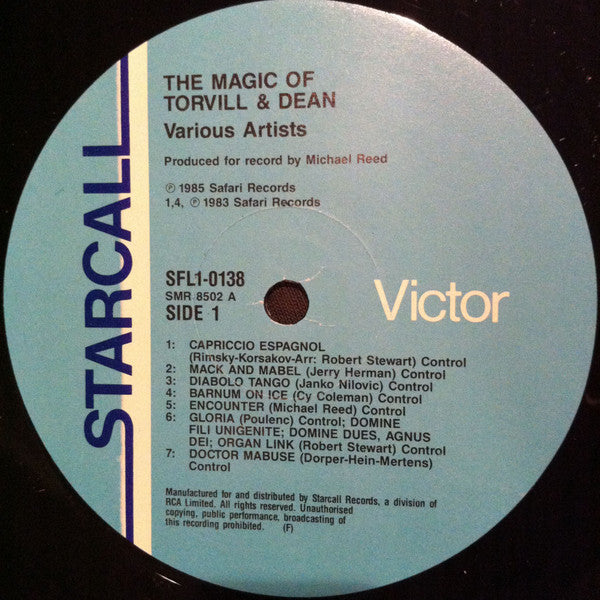 STARCALL
THE MAGIC OF
TORVILL & DEAN
Various Artists
Produced for record by Michael Reed
℗ 1985 Safari Records
1,4, ℗ 1983 Safari Records
SFL1-0138
SMR 8502 A
SIDE 1
Victor
1: CAPRICCIO ESPAGNOL
(Rimsky-Korsakov-Arr: Robert Stewart) Control
2: MACK AND MABEL (Jerry Herman) Control
3: DIABOLO TANGO (Janko Nilovic) Control
4: BARNUM ON ICE (Cy Coleman) Control
5: ENCOUNTER (Michael Reed) Control
6: GLORIA (Poulenc) Control; DOMINE
FILI UNIGENITE; DOMINE DUES, AGNUS
DEI; ORGAN LINK (Robert Stewart) Control
7: DOCTOR MABUSE (Dorper-Hein-Mertens)
Control
Manufactured for and distributed by Starcall Records, a division of
RCA Limited. All rights reserved. Unauthorised
copying, public performance, broadcasting of
this recording prohibited. (F)